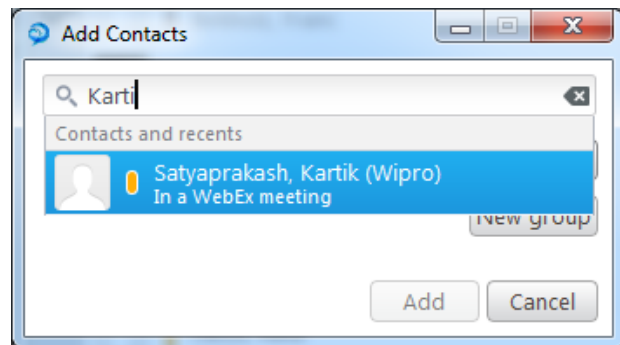 Add Contacts
Karti
Contacts and recents
Satyaprakash, Kartik (Wipro)
In a WebEx meeting
New group
Add
Cancel